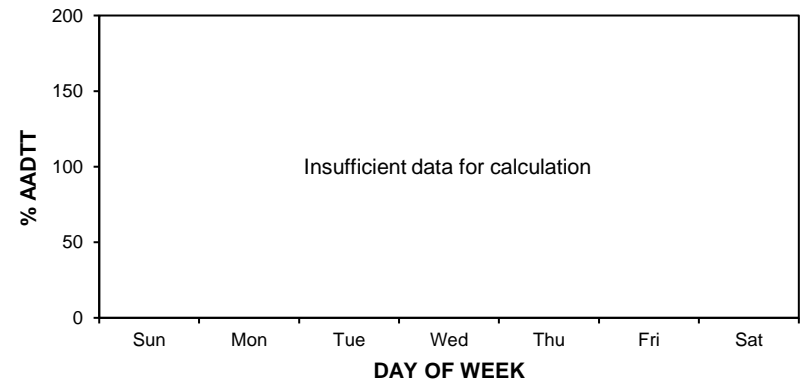 200
150
100
50
0
% AADTT
Insufficient data for calculation
Sun Mon Tue Wed Thu Fri Sat
DAY OF WEEK